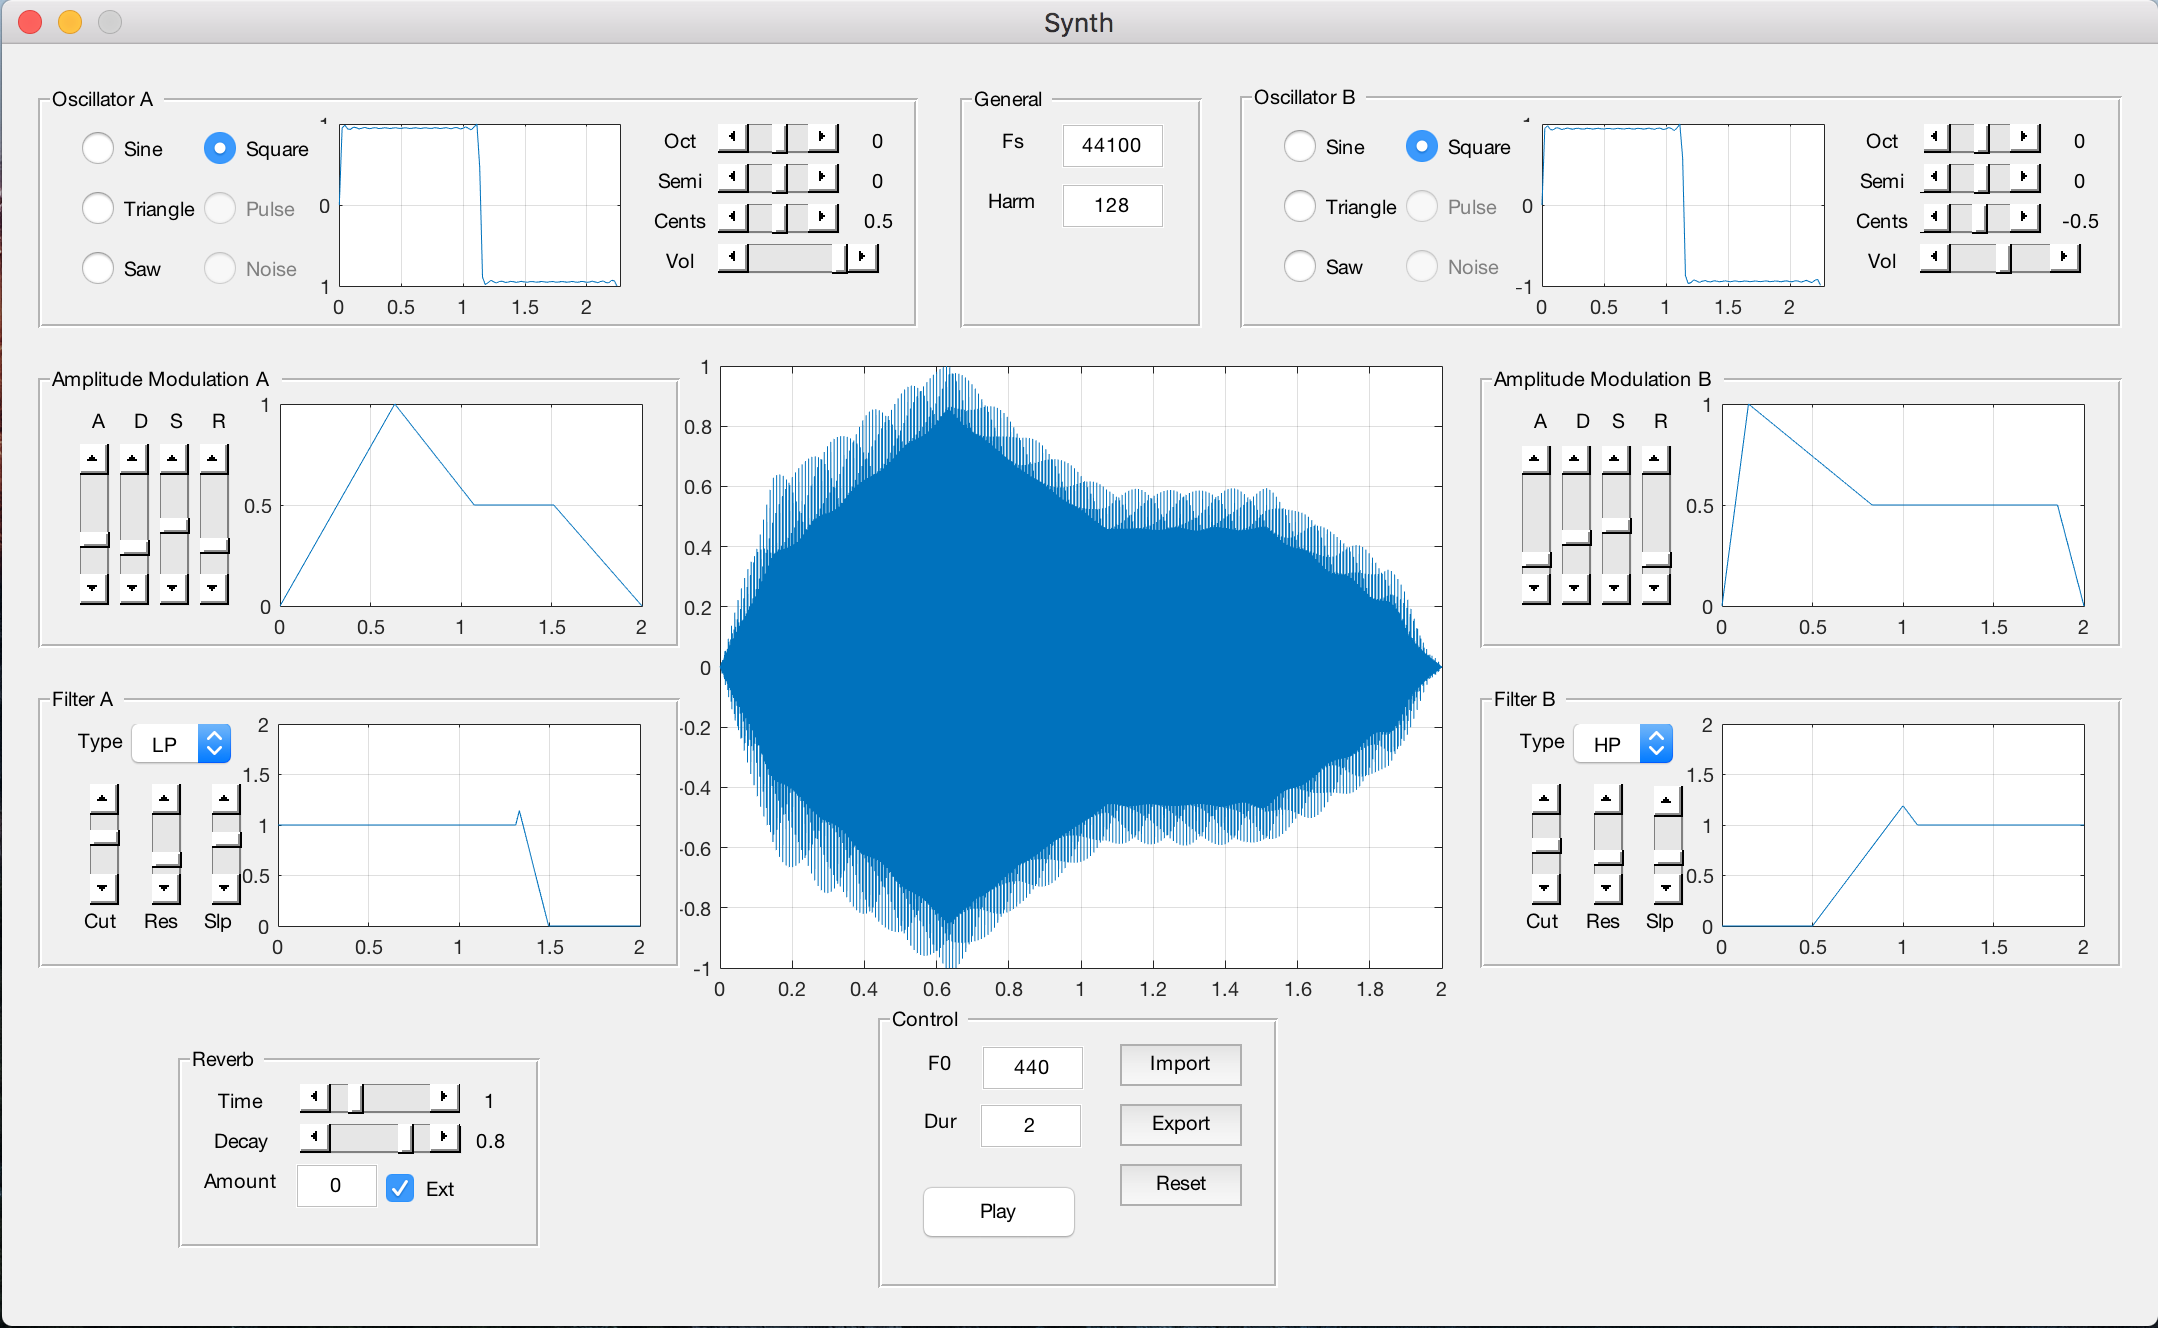 Synth
Oscillator A
Sine
Square
Triangle
Pulse
Saw
Noise
1
0
1
0 0.5 1 1.5 2
Oct 0
Semi 0
Cents 0.5
Vol
General
Fs 44100
Harm 128
Oscillator B
Sine
Square
Triangle
Pulse
Saw
Noise
0
-1
0 0.5 1 1.5 2
Oct 0
Semi 0
Cents -0.5
Vol
Amplitude Modulation A
A D S R
1
0.5
0
0 0.5 1 1.5 2
1
0.8
0.6
0.4
0.2
0
-0.2
-0.4
-0.6
-0.8
-1
0 0.2 0.4 0.6 0.8 1 1.2 1.4 1.6 1.8 2
Amplitude Modulation B
A D S R
1
0.5
0
0 0.5 1 1.5 2
Filter A
Type LP
Cut Res Slp
2
1.5
1
0.5
0
0 0.5 1 1.5 2
Filter B
Type HP
Cut Res Slp
2
1.5
1
0.5
0
0 0.5 1 1.5 2
Reverb
Time 1
Decay 0.8
Amount 0 Ext
Control
F0 440
Dur 2
Play
Import
Export
Reset